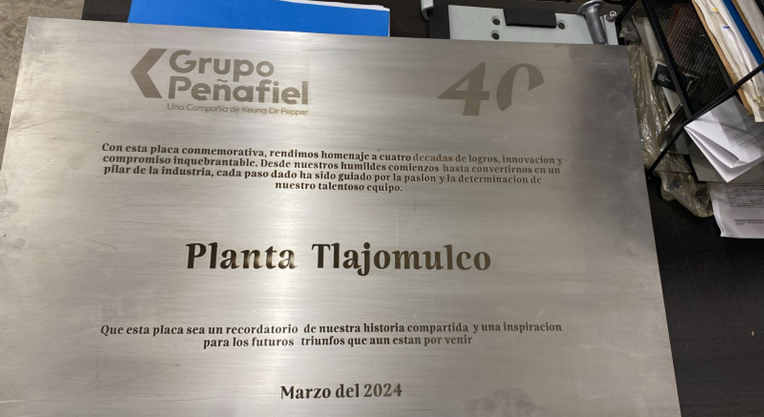 Grupo
Peñafiel
Una Compañia de Keurig Dr Pepper
40
Con esta placa conmemorativa, rendimos homenaje a cuatro decadas de logros, innovacion y
compromiso inquebrantable. Desde nuestros humildes comienzos hasta convertirnos en un
pilar de la industria, cada paso dado ha sido guiado por la pasion y la determinacion de
nuestro talentoso equipo.
Planta Tlajomulco
Que esta placa sea un recordatorio de nuestra historia compartida y una inspiracion
para los futuros triunfos que aun estan por venir
Marzo del 2024